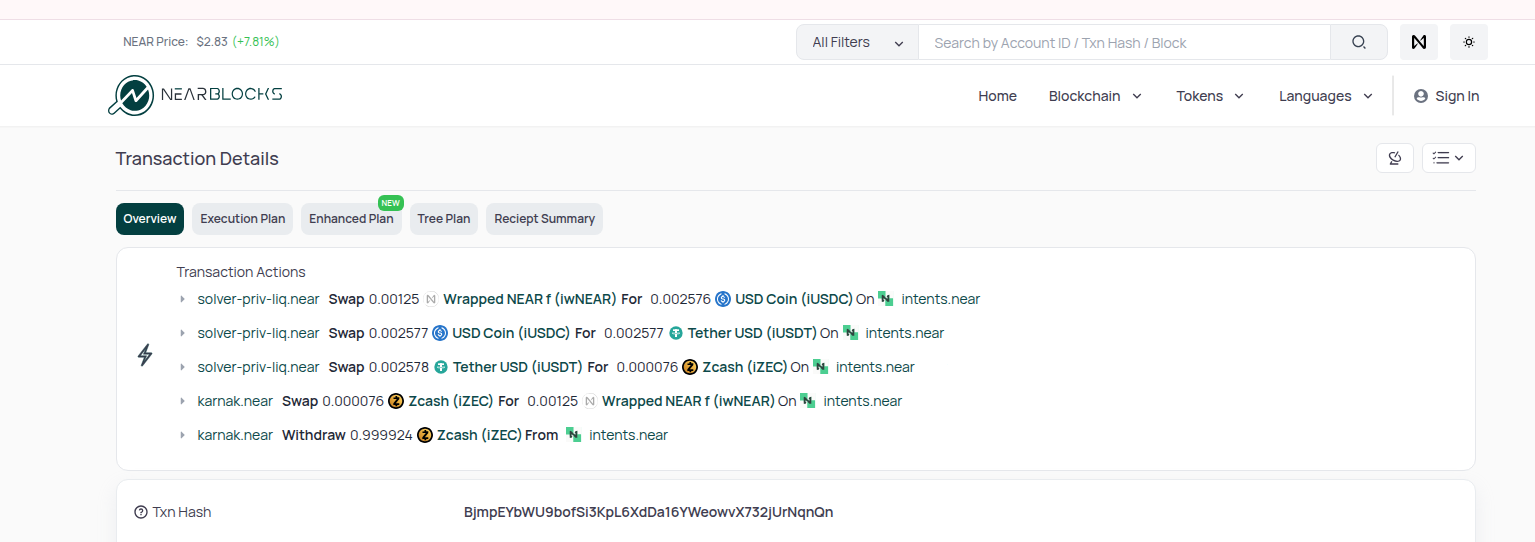 NEAR Price: $2.83 (+7.81%)
All Filters
Search by Account ID / Txn Hash / Block
NEARBLOCKS
Home Blockchain Tokens Languages Sign In
Transaction Details
NEW
Overview Execution Plan Enhanced Plan Tree Plan Reciept Summary
Transaction Actions
solver-priv-liq.near Swap 0.00125 Wrapped NEAR f (iwNEAR) For 0.002576 USD Coin (iUSDC) On intents.near
solver-priv-liq.near Swap 0.002577 USD Coin (iUSDC) For 0.002577 Tether USD (iUSDT) On intents.near
solver-priv-liq.near Swap 0.002578 Tether USD (iUSDT) For 0.000076 Zcash (iZEC) On intents.near
karnak.near Swap 0.000076 Zcash (iZEC) For 0.00125 Wrapped NEAR f (iwNEAR) On intents.near
karnak.near Withdraw 0.999924 Zcash (iZEC) From intents.near
Txn Hash BjmpEYbWU9bofSi3KpL6XdDa16YWeowvX732jUrNqnQn